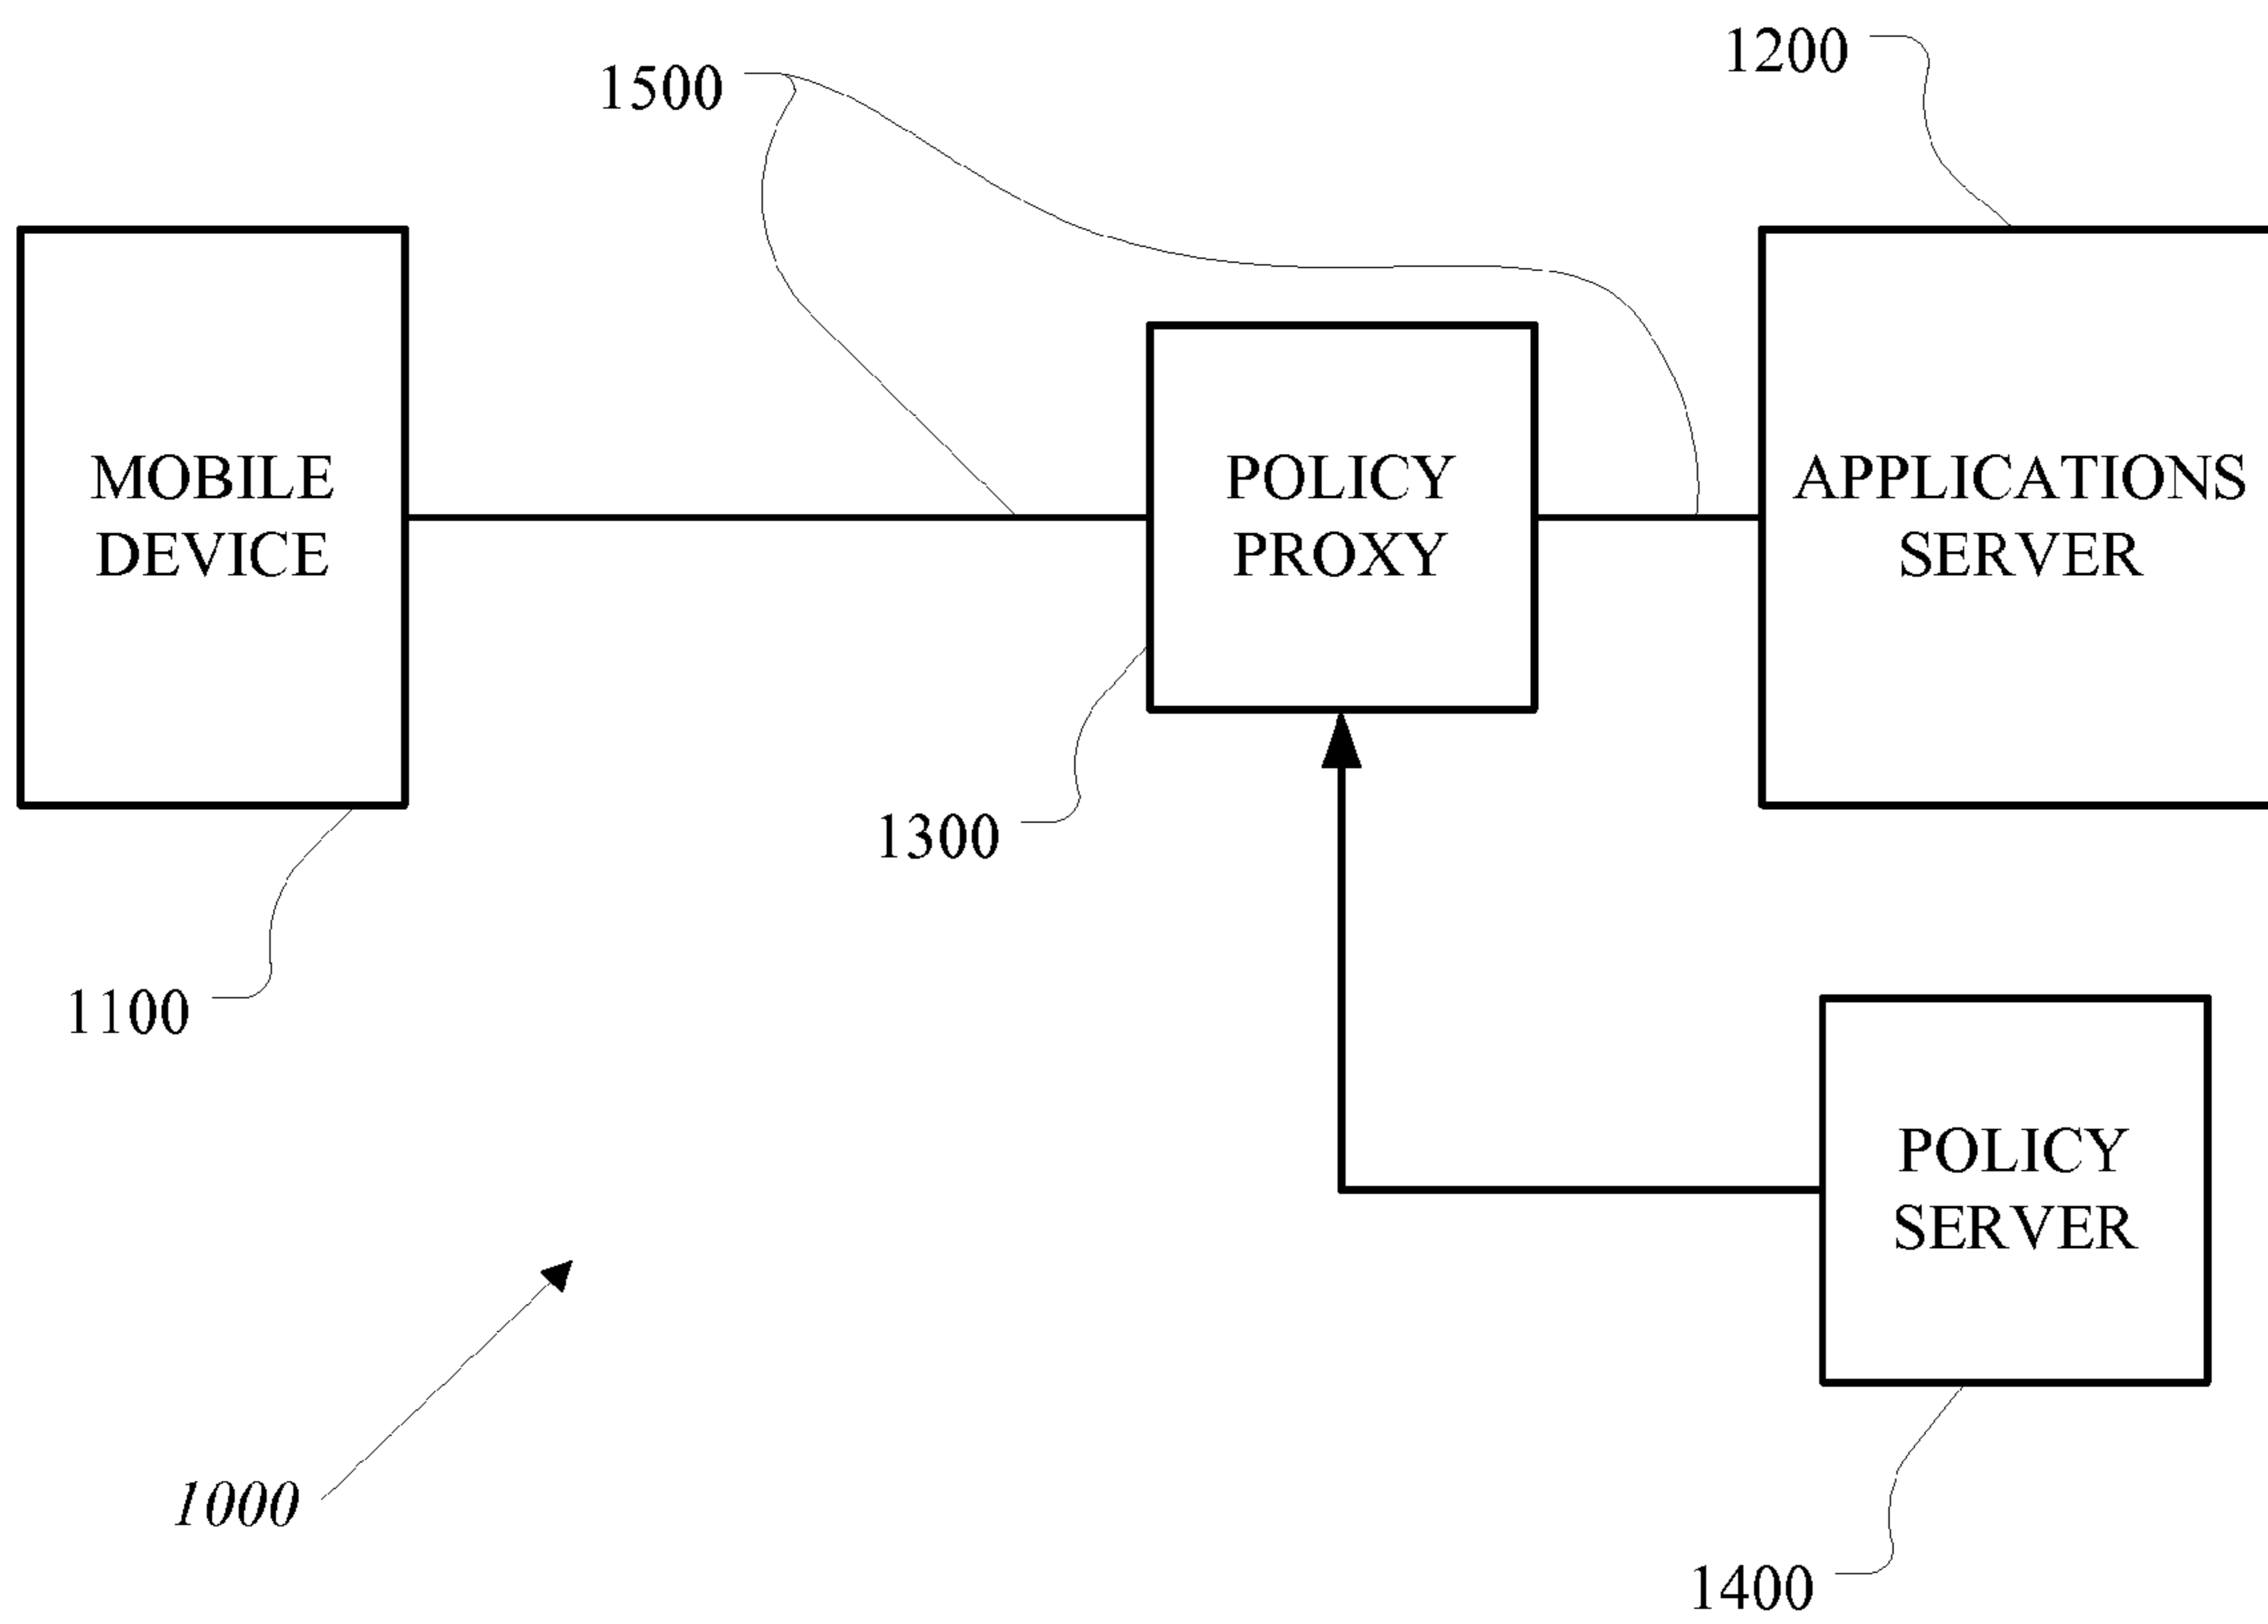 1200
1500
MOBILE
DEVICE
POLICY
PROXY
APPLICATIONS
SERVER
1300
1100
POLICY
SERVER
1000
1400